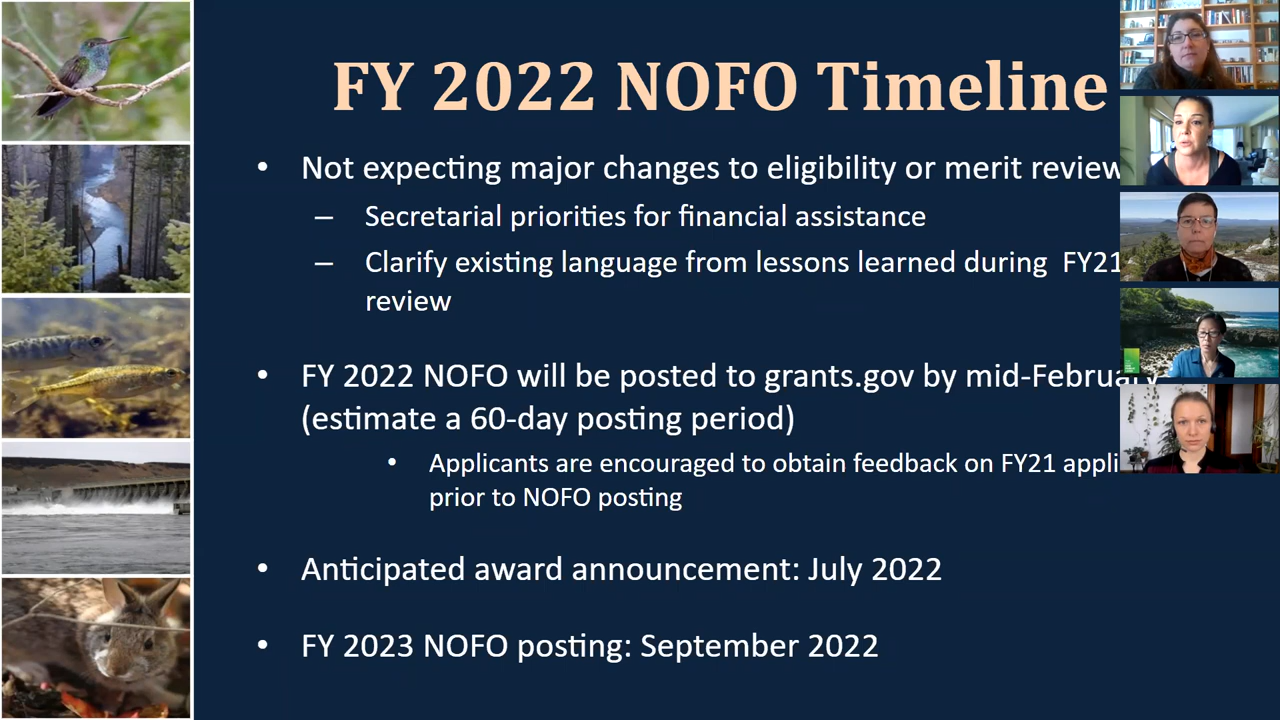 FY 2022 NOFO Timeline
• Not expecting major changes to eligibility or merit review
– Secretarial priorities for financial assistance
– Clarify existing language from lessons learned during FY21
review
• FY 2022 NOFO will be posted to grants.gov by mid-February
(estimate a 60-day posting period)
• Applicants are encouraged to obtain feedback on FY21 appli
prior to NOFO posting
• Anticipated award announcement: July 2022
• FY 2023 NOFO posting: September 2022